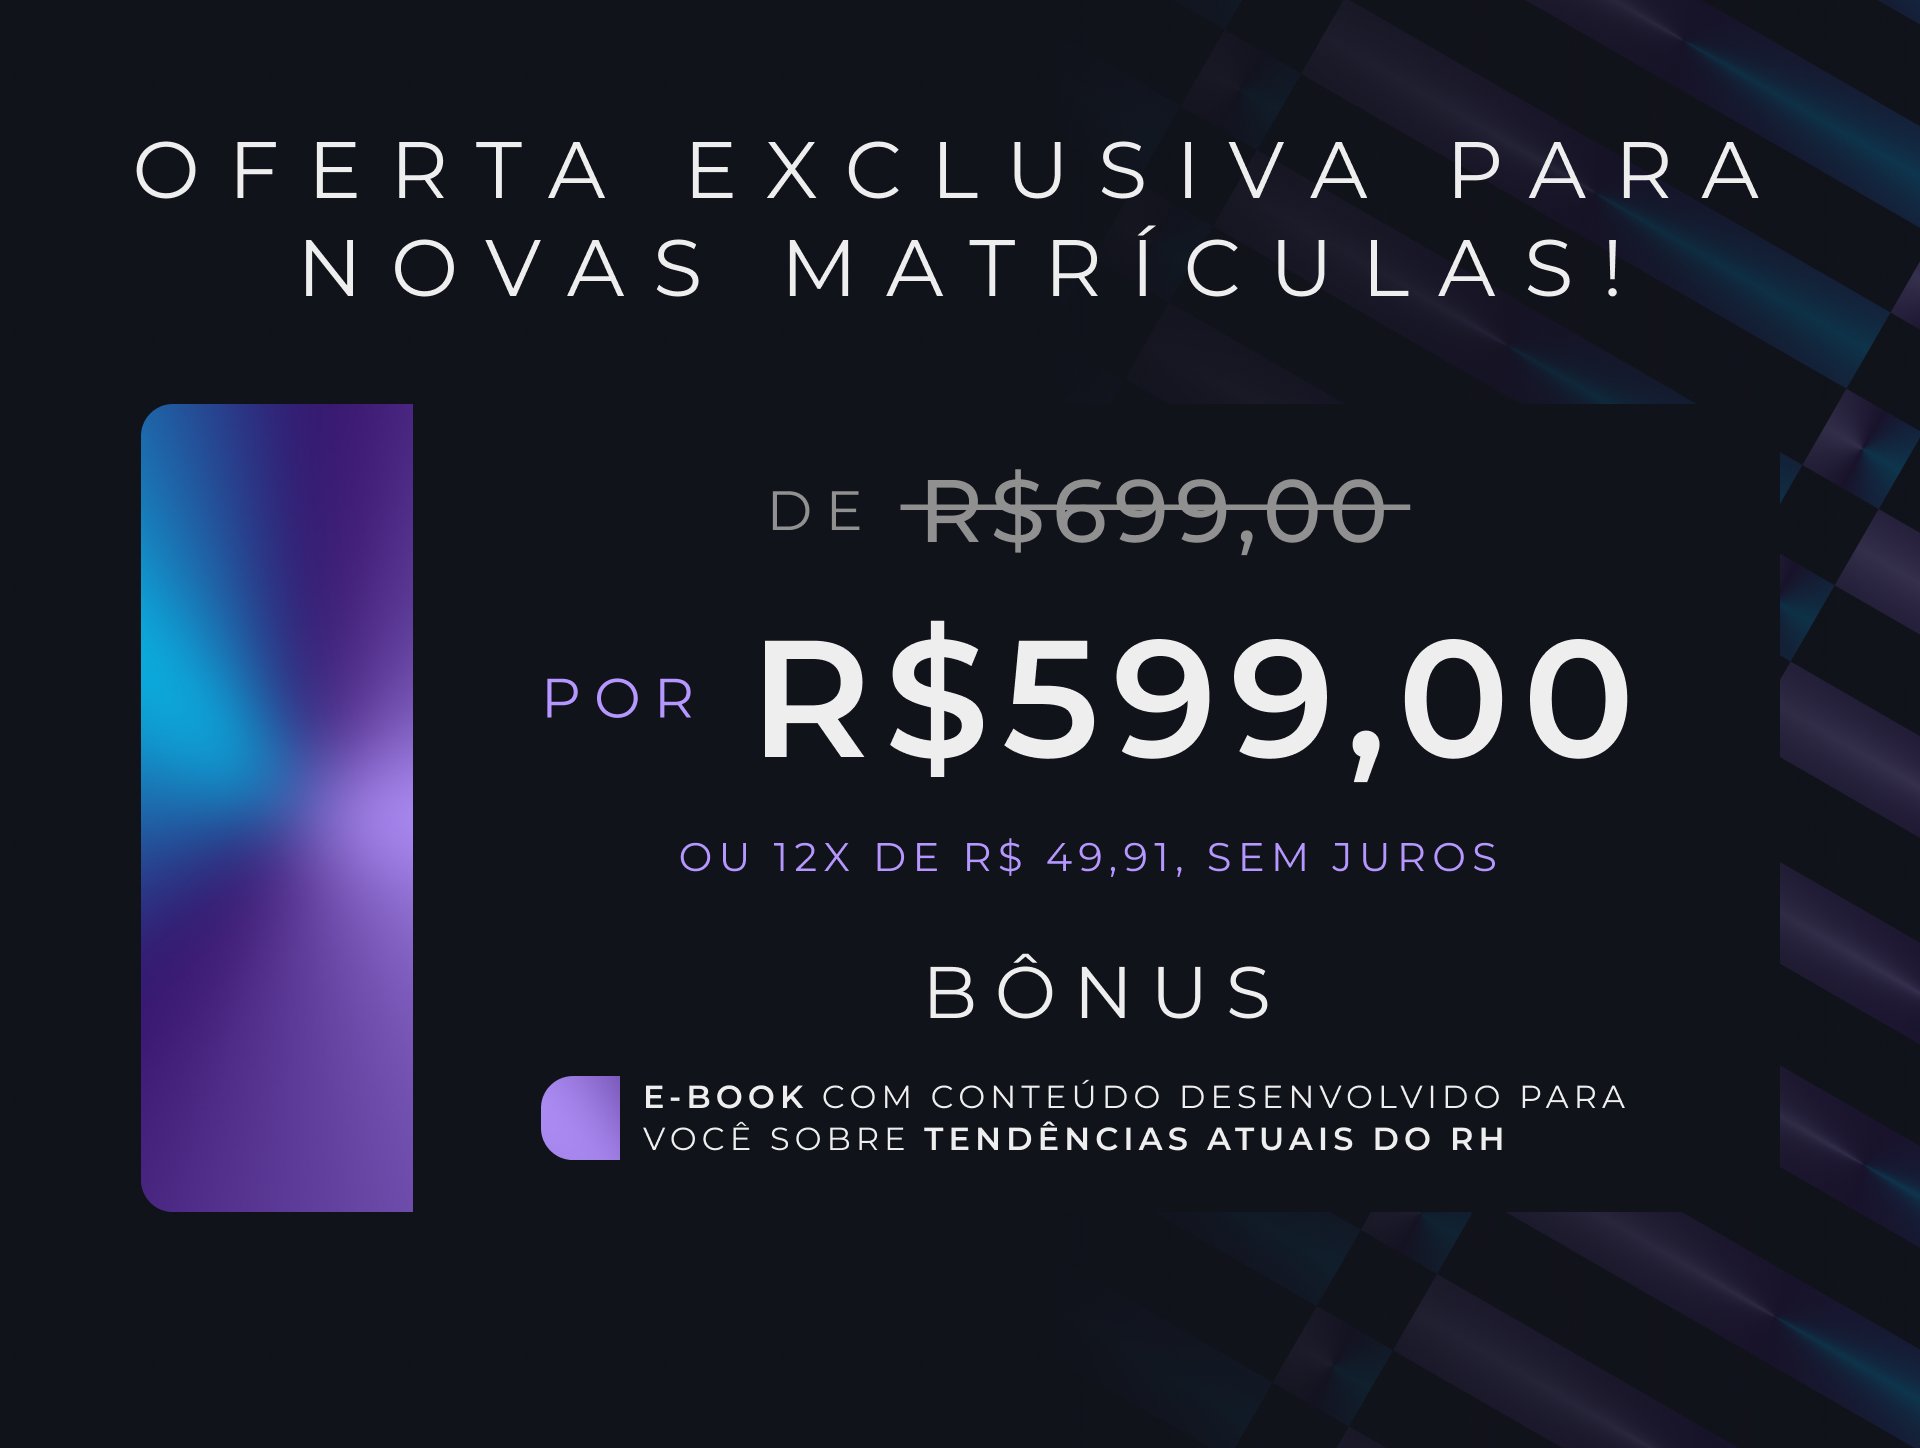 OFERTA EXCLUSIVA PARA
NOVAS MATRÍCULAS!
DE R$699,00
POR R$599,00
OU 12X DE R$ 49,91, SEM JUROS
BÔNUS
E-BOOK COM CONTEÚDO DESENVOLVIDO PARA
VOCÊ SOBRE TENDÊNCIAS ATUAIS DO RH